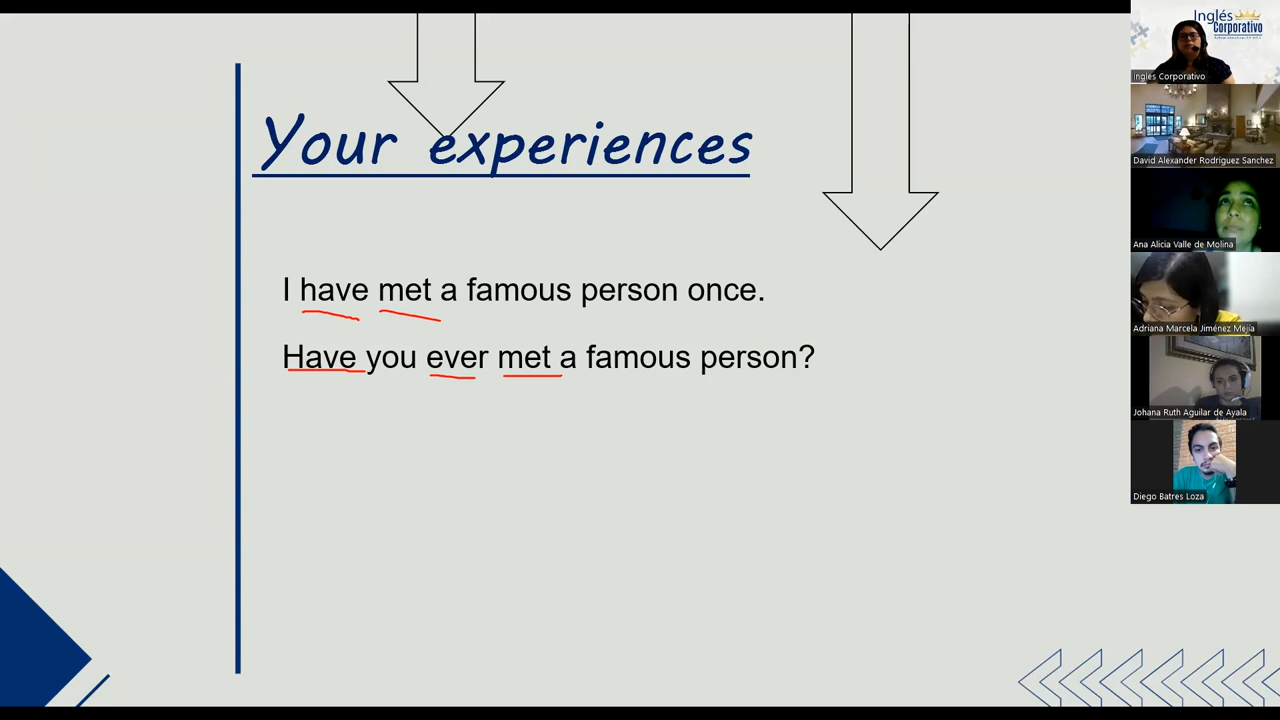 Your experiences
I have met a famous person once.
Have you ever met a famous person?
Inglés
Corporativo
Inglés Corporativo
David Alexander Rodriguez Sanchez
Ana Alicia Valle de Molina
Adriana Marcela Jiménez Mejía
Johana Ruth Aguilar de Ayala
Diego Batres Loza